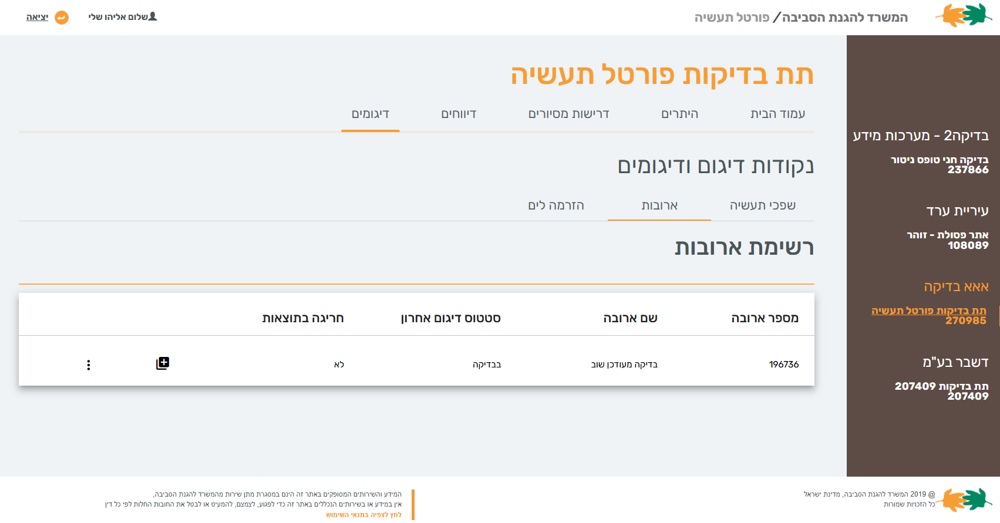 המשרד להגנת הסביבה/ פורטל תעשיה
שלום אליהו שלי
יציאה
בדיקה2 - מערכות מידע
בדיקה חני טופס ניטור
237866
עיריית ערד
אתר פסולת - זוהר
108089
אאא בדיקה
תת בדיקות פורטל תעשיה
270985
דשבר בע"מ
תת בדיקות 207409
207409
תת בדיקות פורטל תעשיה
עמוד הבית היתרים דרישות מסיורים דיווחים דיגומים
נקודות דיגום ודיגומים
שפכי תעשיה ארובות הזרמה לים
רשימת ארובות
מספר ארובה שם ארובה סטטוס דיגום אחרון חריגה בתוצאות
196736 בדיקה מעודכן שוב בבדיקה לא
@ 2019 המשרד להגנת הסביבה, מדינת ישראל
כל הזכויות שמורות
המידע והשירותים המסופקים באתר זה הינם במסגרת מתן שירות מהמשרד להגנת הסביבה,
אין במידע או בשירותים הנכללים באתר זה כדי לפגוע, לצמצם, להמעיט או לבטל את החובות החלות לפי כל דין
לחץ לצפיה בתנאי השימוש